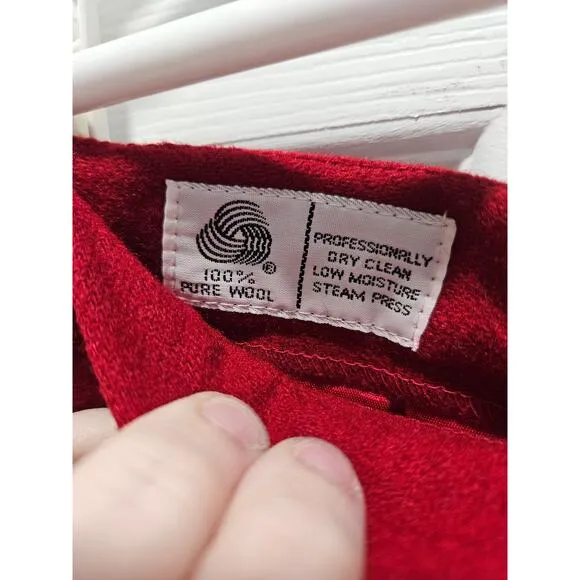 100%
®
PURE WOOL
PROFESSIONALLY
DRY CLEAN
LOW MOISTURE
STEAM PRESS